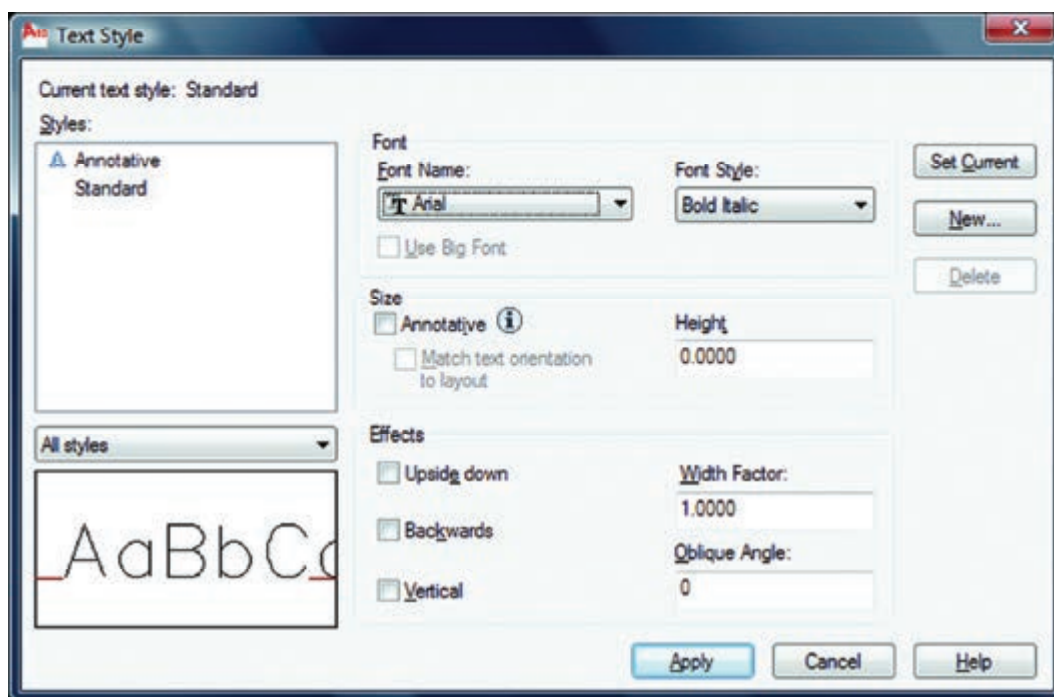 Text Style
Current text style: Standard
Styles:
Annotative
Standard
All styles
AaBbC
Font
Font Name:
Arial
Use Big Font
Font Style:
Bold Italic
Size
Annotative
Match text orientation
to layout
Height
0.0000
Effects
Upside down
Backwards
Vertical
Width Factor:
1.0000
Oblique Angle:
0
Set Current
New...
Delete
Apply
Cancel
Help